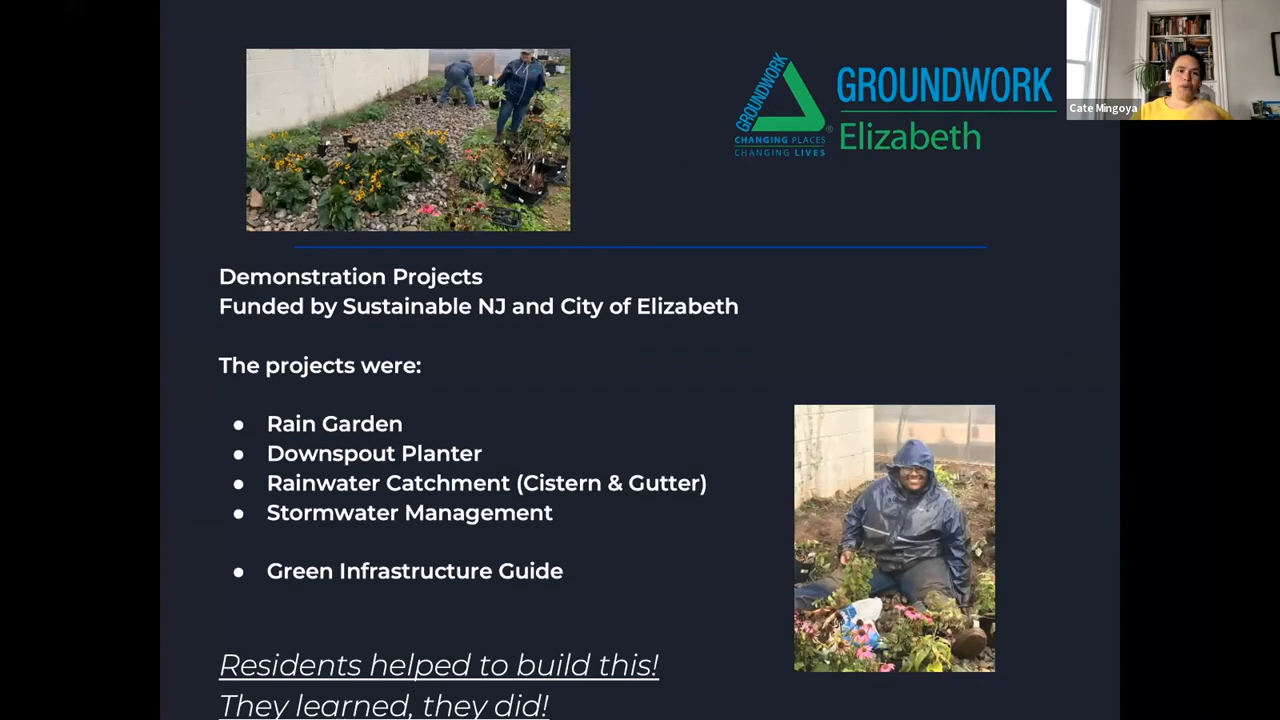 GROUNDWORK
CHANGING PLACES
CHANGING LIVES
GROUNDWORK
Elizabeth
Cate Mingoya
Demonstration Projects
Funded by Sustainable NJ and City of Elizabeth
The projects were:
● Rain Garden
● Downspout Planter
● Rainwater Catchment (Cistern & Gutter)
● Stormwater Management
● Green Infrastructure Guide
Residents helped to build this!
They learned, they did!